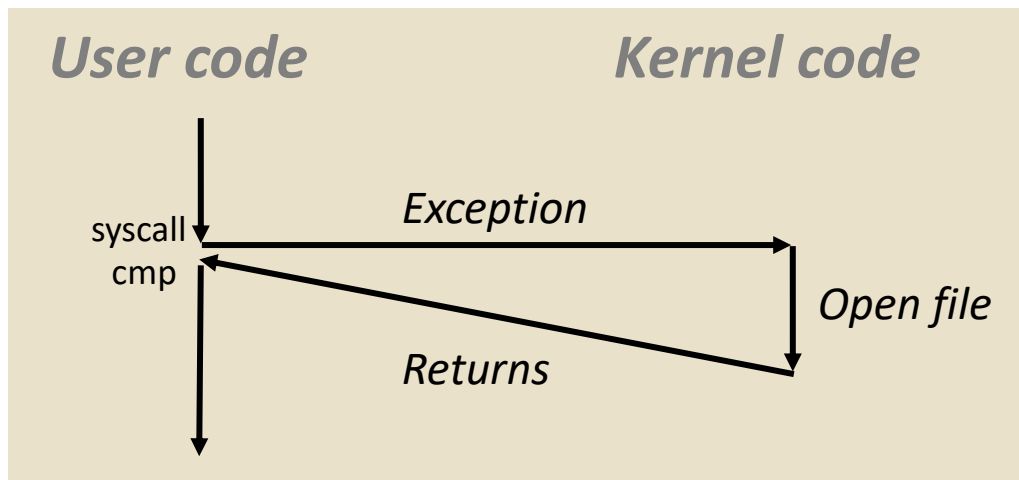 User code
Kernel code
Exception
syscall
cmp
Open file
Returns